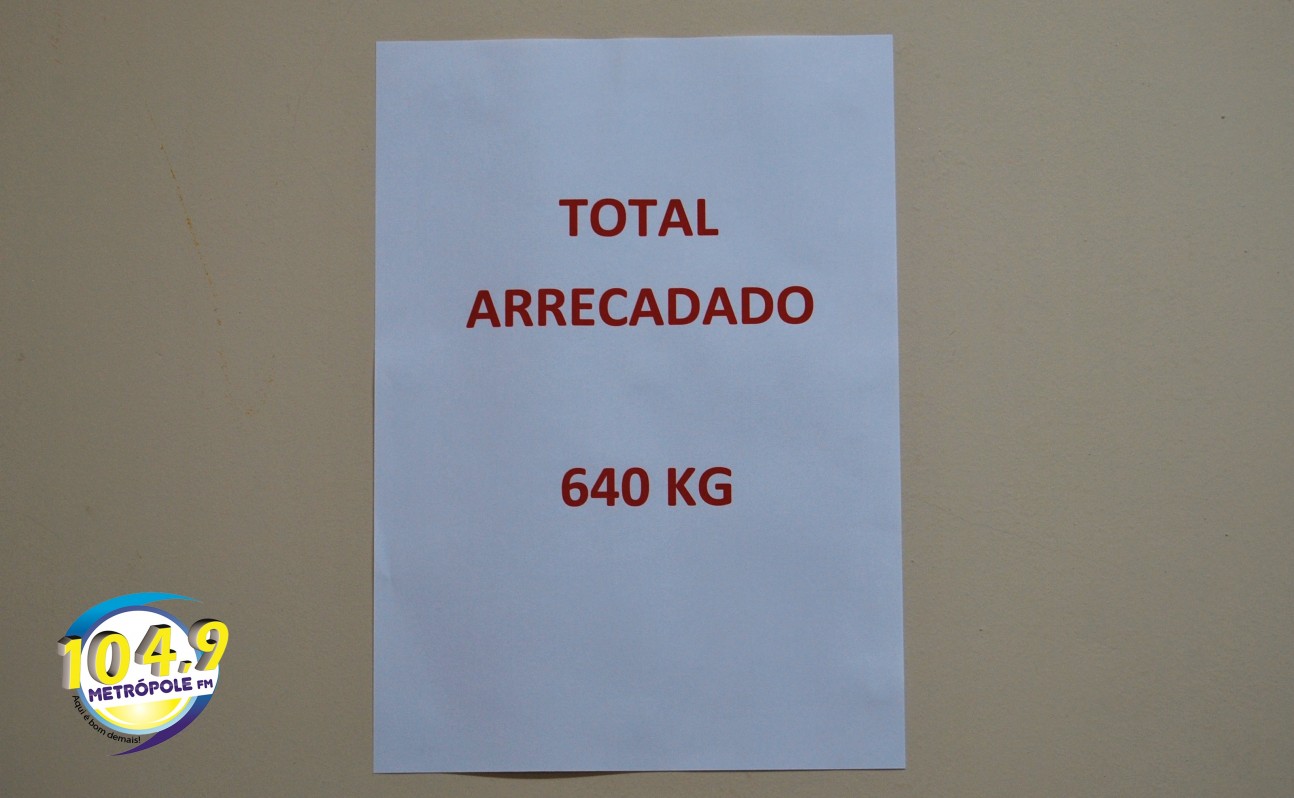 TOTAL
ARRECADADO
640 KG
104,9
METRÓPOLE FM
Aqui é bom demais!